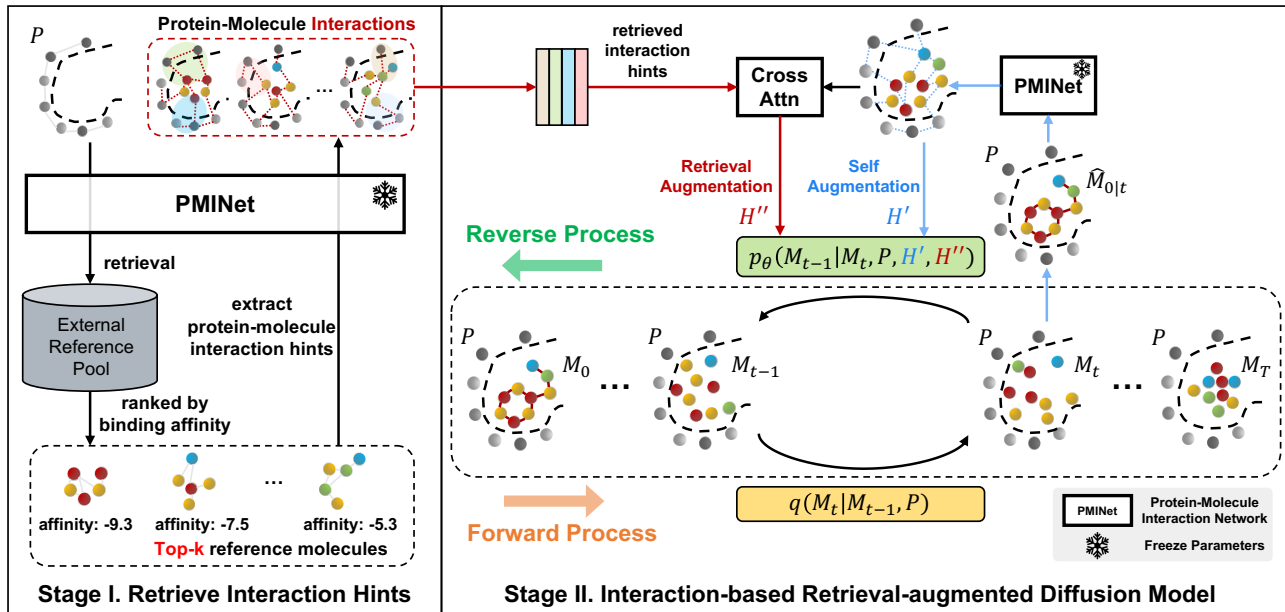 Protein-Molecule Interactions
P
...
PMINet
retrieval
External
Reference
Pool
extract
protein-molecule
interaction hints
ranked by
binding affinity
...
affinity: -9.3
affinity: -7.5
affinity: -5.3
Top-k reference molecules
Stage I. Retrieve Interaction Hints
retrieved
interaction
hints
Cross
Attn
PMINet
Retrieval
Augmentation
H''
Self
Augmentation
H'
P
M̂₀|ₜ
Reverse Process
pθ(Mₜ₋₁|Mₜ, P, H', H'')
P
M₀
...
P
Mₜ₋₁
P
Mₜ
...
M_T
Forward Process
q(Mₜ|Mₜ₋₁, P)
PMINet
Protein-Molecule
Interaction Network
Freeze Parameters
Stage II. Interaction-based Retrieval-augmented Diffusion Model